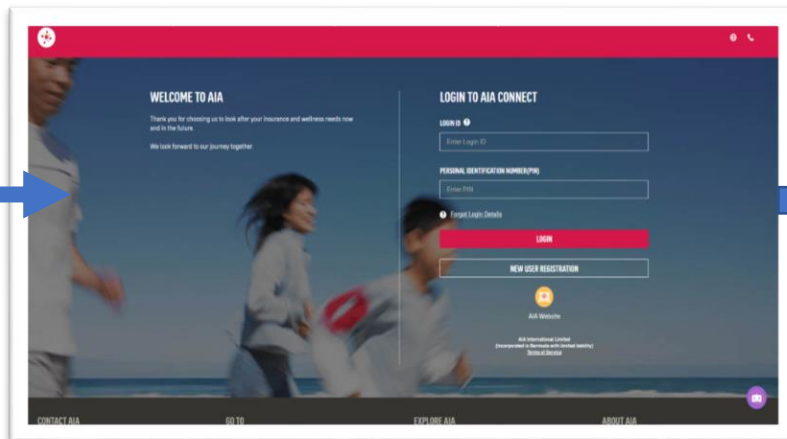 WELCOME TO AIA
Thank you for choosing us to look after your insurance and wellness needs now
and in the future.
We look forward to our journey together.
LOGIN TO AIA CONNECT
LOGIN ID ?
Enter Login ID
PERSONAL IDENTIFICATION NUMBER(PIN)
Enter PIN
? Forgot Login Details
LOGIN
NEW USER REGISTRATION
AIA Website
AIA International Limited
(Incorporated in Bermuda with limited liability)
Terms of Service
CONTACT AIA
GO TO
EXPLORE AIA
ABOUT AIA